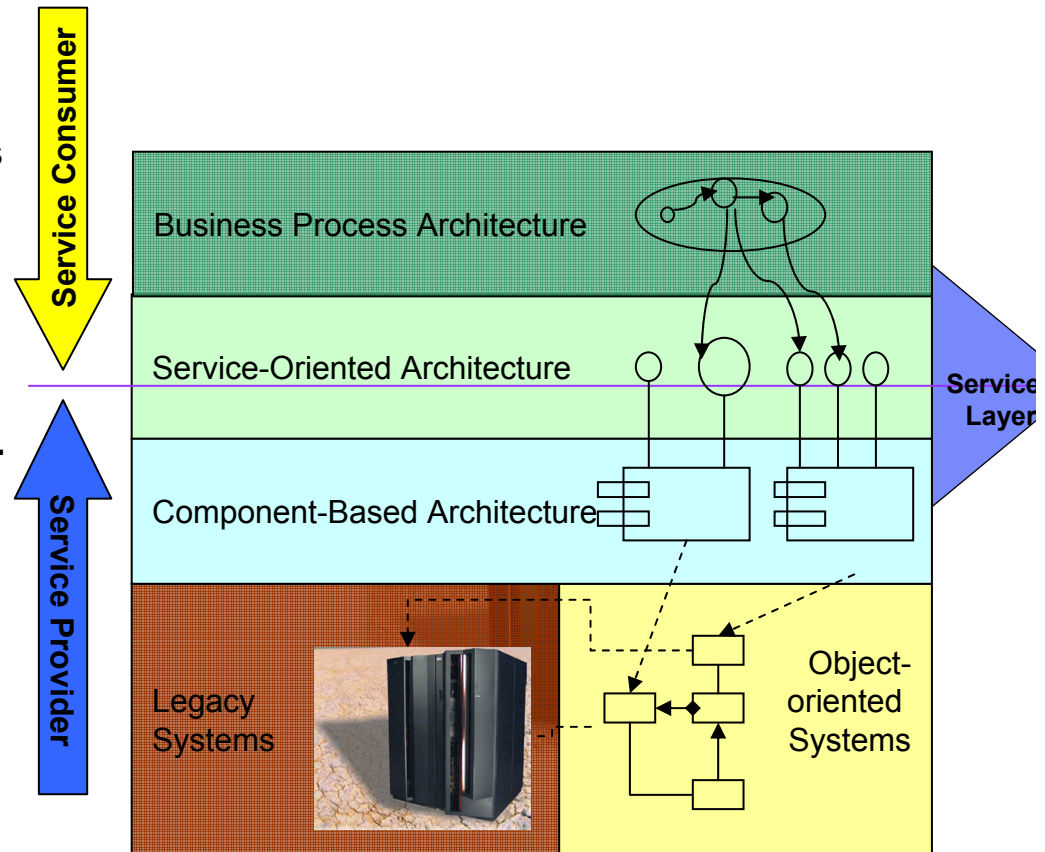 Service Consumer
s
Business Process Architecture
Service-Oriented Architecture
Service
Layer
.
Service Provider
Component-Based Architecture
Legacy
Systems
Object-
oriented
Systems